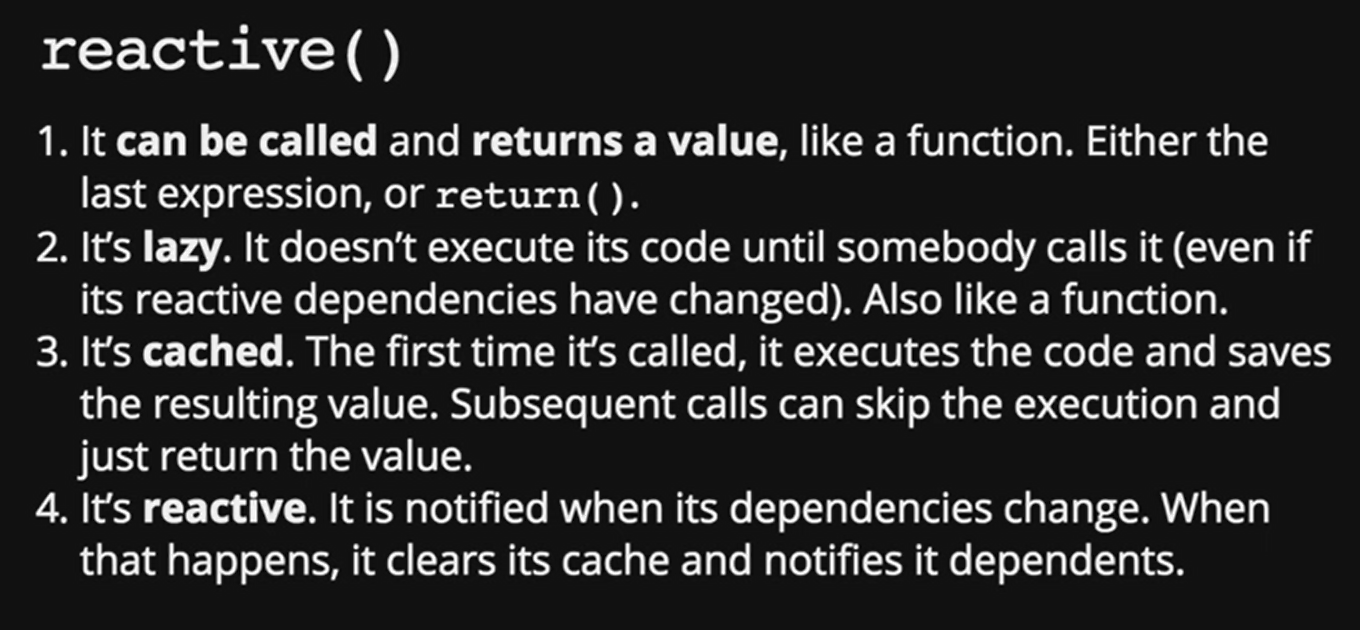 reactive()
1. It can be called and returns a value, like a function. Either the
last expression, or return().
2. It’s lazy. It doesn’t execute its code until somebody calls it (even if
its reactive dependencies have changed). Also like a function.
3. It’s cached. The first time it’s called, it executes the code and saves
the resulting value. Subsequent calls can skip the execution and
just return the value.
4. It’s reactive. It is notified when its dependencies change. When
that happens, it clears its cache and notifies it dependents.